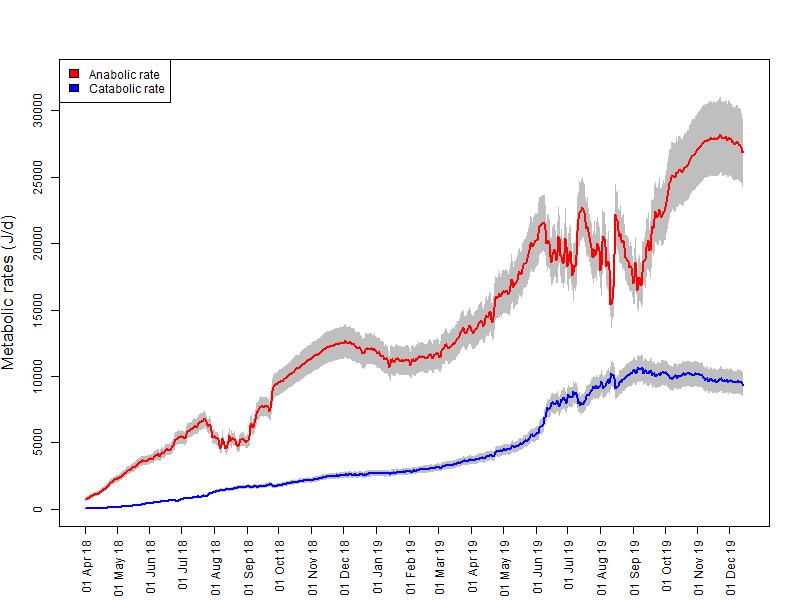 Anabolic rate
Catabolic rate
Metabolic rates (J/d)
30000
25000
20000
15000
10000
5000
0
01 Apr 18
01 May 18
01 Jun 18
01 Jul 18
01 Aug 18
01 Sep 18
01 Oct 18
01 Nov 18
01 Dec 18
01 Jan 19
01 Feb 19
01 Mar 19
01 Apr 19
01 May 19
01 Jun 19
01 Jul 19
01 Aug 19
01 Sep 19
01 Oct 19
01 Nov 19
01 Dec 19